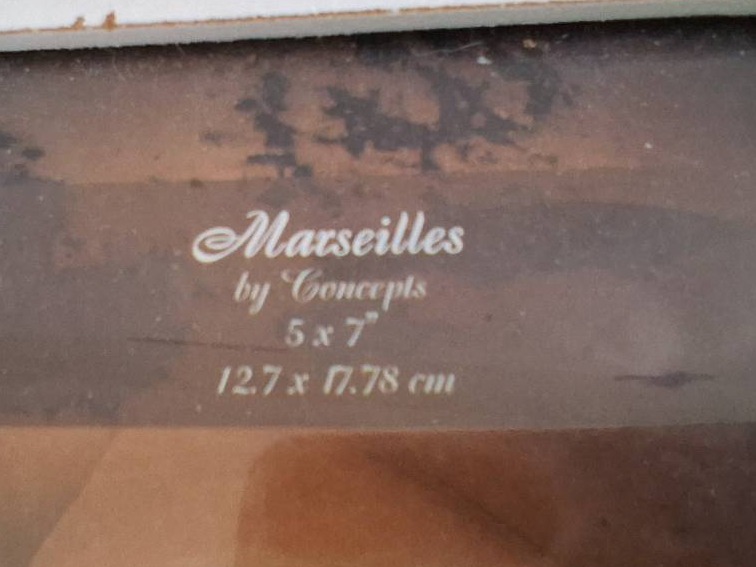 Marseilles
by Concepts
5 x 7"
12.7 x 17.78 cm